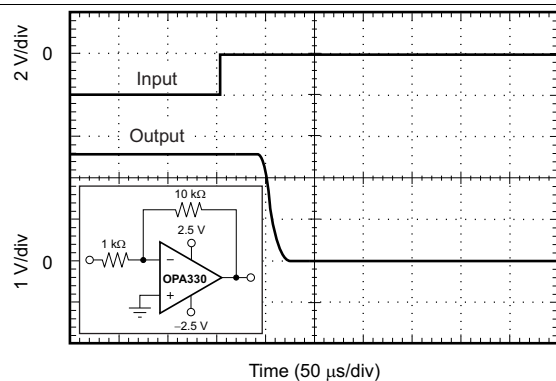 2 V/div
0
Input
Output
10 kΩ
2.5 V
1 kΩ
−
OPA330
+
−2.5 V
1 V/div
0
Time (50 μs/div)